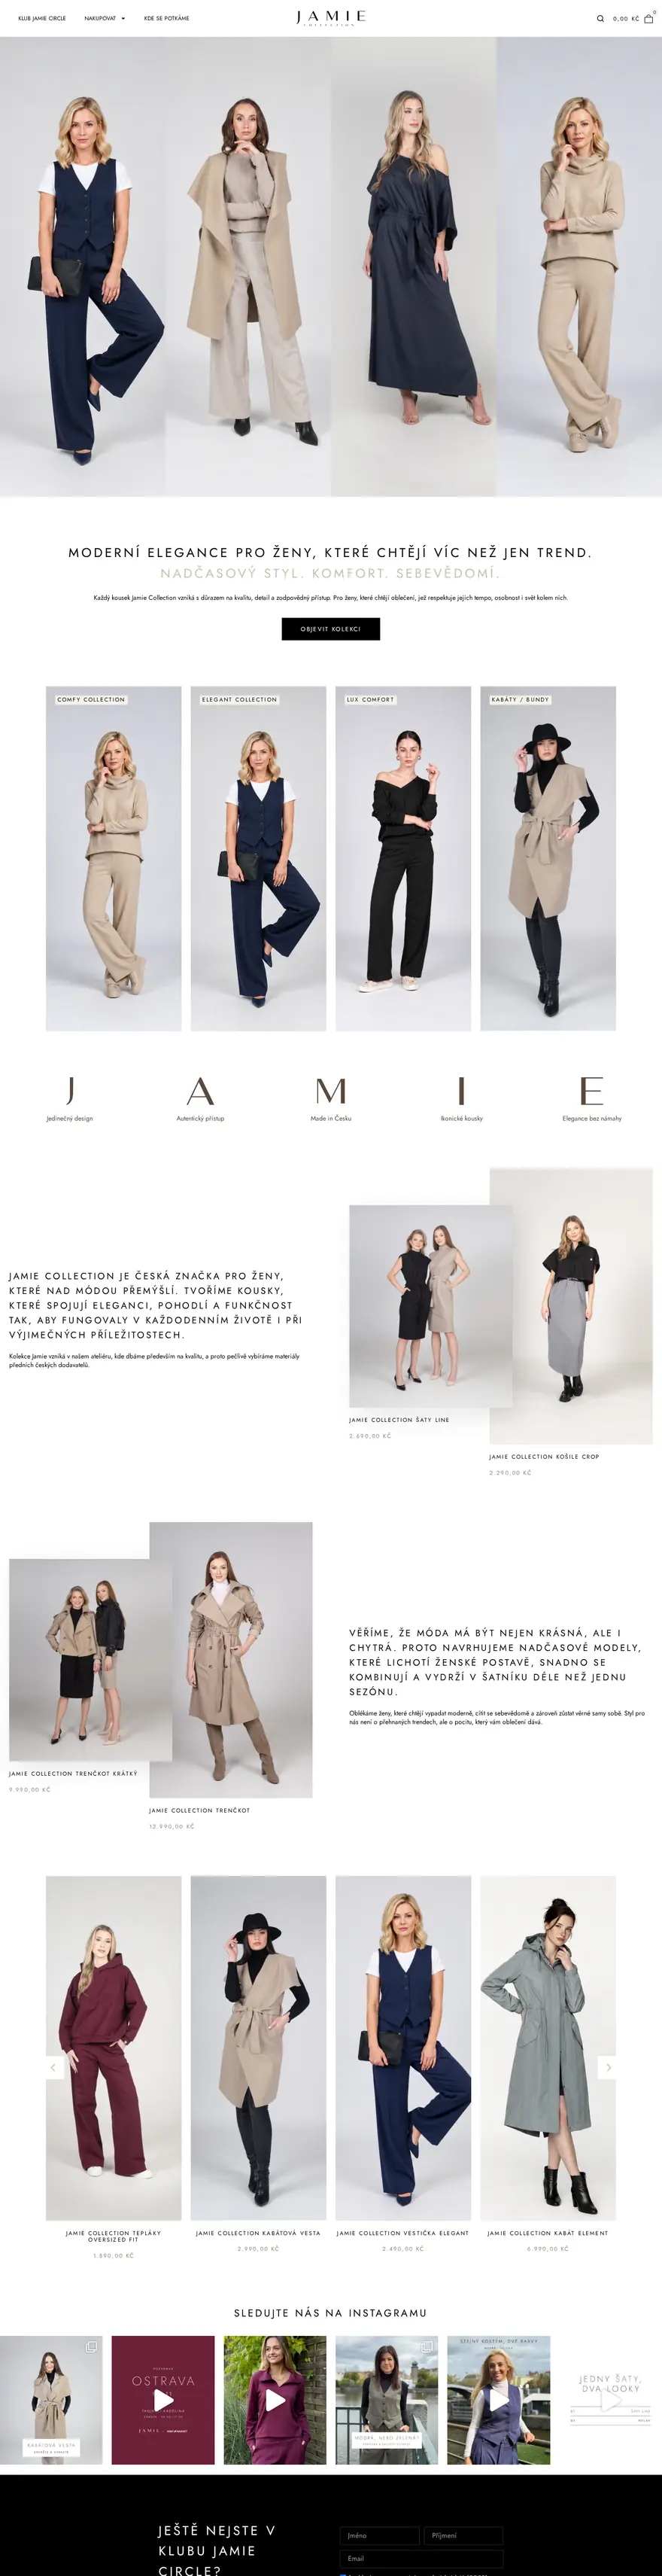 KLUB JAMIE CIRCLE
NAKUPOVAT
KDE SE POTKÁME
JAMIE
COLLECTION
0,00 KČ
0
MODERNÍ ELEGANCE PRO ŽENY, KTERÉ CHTĚJÍ VÍC NEŽ JEN TREND.
NADČASOVÝ STYL. KOMFORT. SEBEVĚDOMÍ.
Každý kousek Jamie Collection vzniká s důrazem na kvalitu, detail a zodpovědný přístup. Pro ženy, které chtějí oblečení, jež respektuje jejich tempo, osobnost i svět kolem nich.
OBJEVIT KOLEKCI
COMFY COLLECTION
ELEGANT COLLECTION
LUX COMFORT
KABÁTY / BUNDY
J
A
M
I
E
Jedinečný design
Autentický přístup
Made in Česku
Ikonické kousky
Elegance bez námahy
JAMIE COLLECTION JE ČESKÁ ZNAČKA PRO ŽENY,
KTERÉ NAD MÓDOU PŘEMÝŠLÍ. TVOŘÍME KOUSKY,
KTERÉ SPOJUJÍ ELEGANCI, POHODLÍ A FUNKČNOST
TAK, ABY FUNGOVALY V KAŽDODENNÍM ŽIVOTĚ I PŘI
VÝJIMEČNÝCH PŘÍLEŽITOSTECH.
Kolekce Jamie vzniká v našem ateliéru, kde dbáme především na kvalitu, a proto pečlivě vybíráme materiály
předních českých dodavatelů.
JAMIE COLLECTION ŠATY LINE
2.690,00 KČ
JAMIE COLLECTION KOŠILE CROP
2.290,00 KČ
VĚŘÍME, ŽE MÓDA MÁ BÝT NEJEN KRÁSNÁ, ALE I
CHYTRÁ. PROTO NAVRHUJEME NADČASOVÉ MODELY,
KTERÉ LICHOTÍ ŽENSKÉ POSTAVĚ, SNADNO SE
KOMBINUJÍ A VYDRŽÍ V ŠATNÍKU DÉLE NEŽ JEDNU
SEZÓNU.
Oblékáme ženy, které chtějí vypadat moderně, cítit se sebevědomě a zároveň zůstat věrné samy sobě. Styl pro
nás není o přehnaných trendech, ale o pocitu, který vám oblečení dává.
JAMIE COLLECTION TRENČKOT KRÁTKÝ
9.990,00 KČ
JAMIE COLLECTION TRENČKOT
12.990,00 KČ
JAMIE COLLECTION TEPLÁKY
OVERSIZED FIT
1.890,00 KČ
JAMIE COLLECTION KABÁTOVÁ VESTA
2.990,00 KČ
JAMIE COLLECTION VESTIČKA ELEGANT
2.490,00 KČ
JAMIE COLLECTION KABÁT ELEMENT
6.990,00 KČ
SLEDUJTE NÁS NA INSTAGRAMU
KABÁTOVÁ VESTA
OSTRAVA
JAMIE
MODRÁ, NEBO ZELENÁ?
STEJNÝ KOSTÝM, DVĚ BARVY
JEDNY ŠATY,
DVA LOOKY
JEŠTĚ NEJSTE V
KLUBU JAMIE
CIRCLE?
Jméno
Příjmení
Email